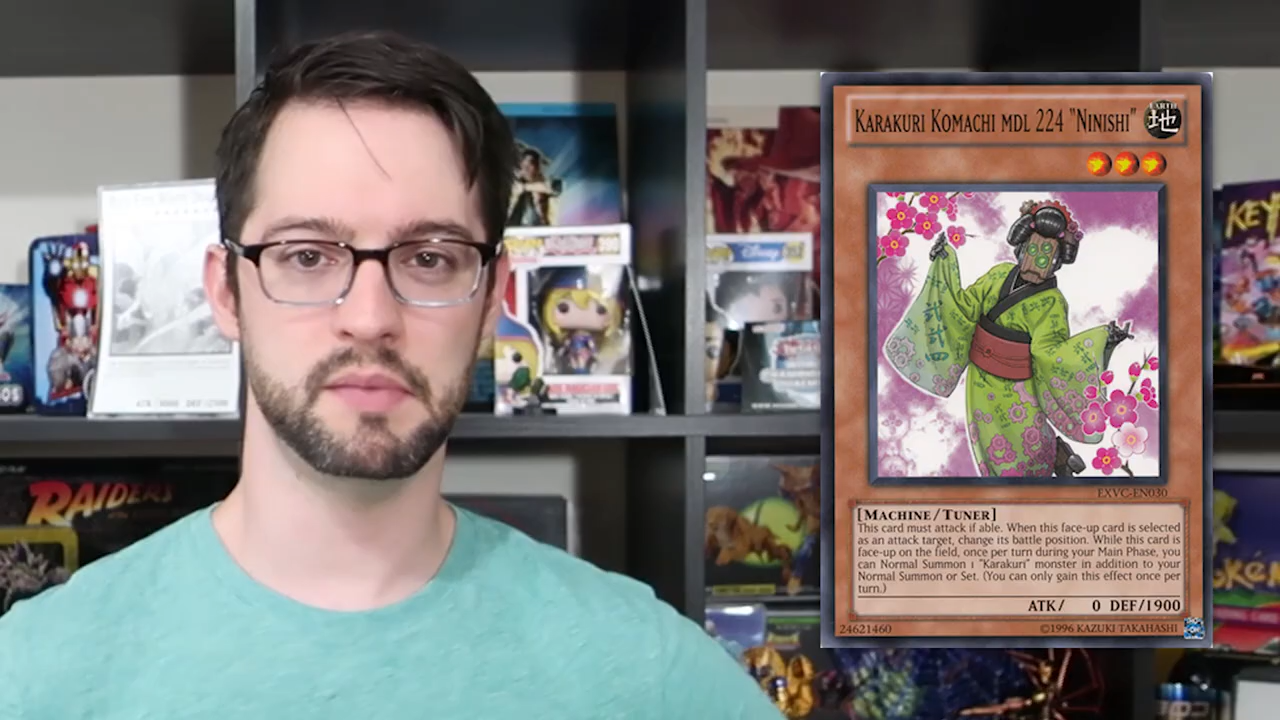 KARAKURI KOMACHI MDL 224 "NINISHI"
EARTH
地
EXVC-EN030
[MACHINE/TUNER]
This card must attack if able. When this face-up card is selected
as an attack target, change its battle position. While this card is
face-up on the field, once per turn during your Main Phase, you
can Normal Summon 1 "Karakuri" monster in addition to your
Normal Summon or Set. (You can only gain this effect once per
turn.)
ATK/ 0 DEF/1900
24621460
©1996 KAZUKI TAKAHASHI
RAIDERS
Disney
KEY